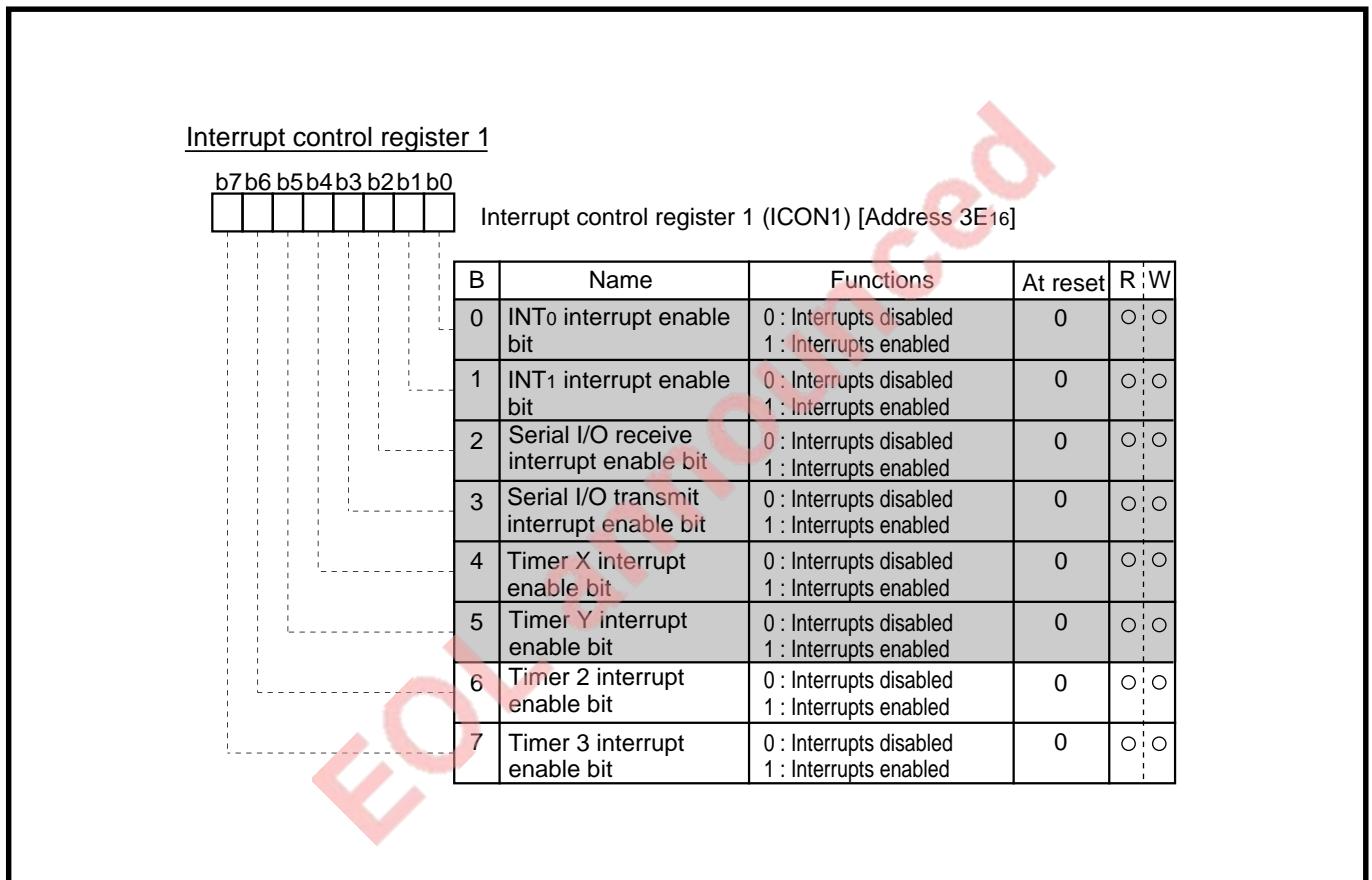 Interrupt control register 1
b7 b6 b5 b4 b3 b2 b1 b0
Interrupt control register 1 (ICON1) [Address 3E16]
B Name Functions At reset R W
0 INT0 interrupt enable bit 0 : Interrupts disabled 1 : Interrupts enabled 0 ○ ○
1 INT1 interrupt enable bit 0 : Interrupts disabled 1 : Interrupts enabled 0 ○ ○
2 Serial I/O receive interrupt enable bit 0 : Interrupts disabled 1 : Interrupts enabled 0 ○ ○
3 Serial I/O transmit interrupt enable bit 0 : Interrupts disabled 1 : Interrupts enabled 0 ○ ○
4 Timer X interrupt enable bit 0 : Interrupts disabled 1 : Interrupts enabled 0 ○ ○
5 Timer Y interrupt enable bit 0 : Interrupts disabled 1 : Interrupts enabled 0 ○ ○
6 Timer 2 interrupt enable bit 0 : Interrupts disabled 1 : Interrupts enabled 0 ○ ○
7 Timer 3 interrupt enable bit 0 : Interrupts disabled 1 : Interrupts enabled 0 ○ ○
EOL announced